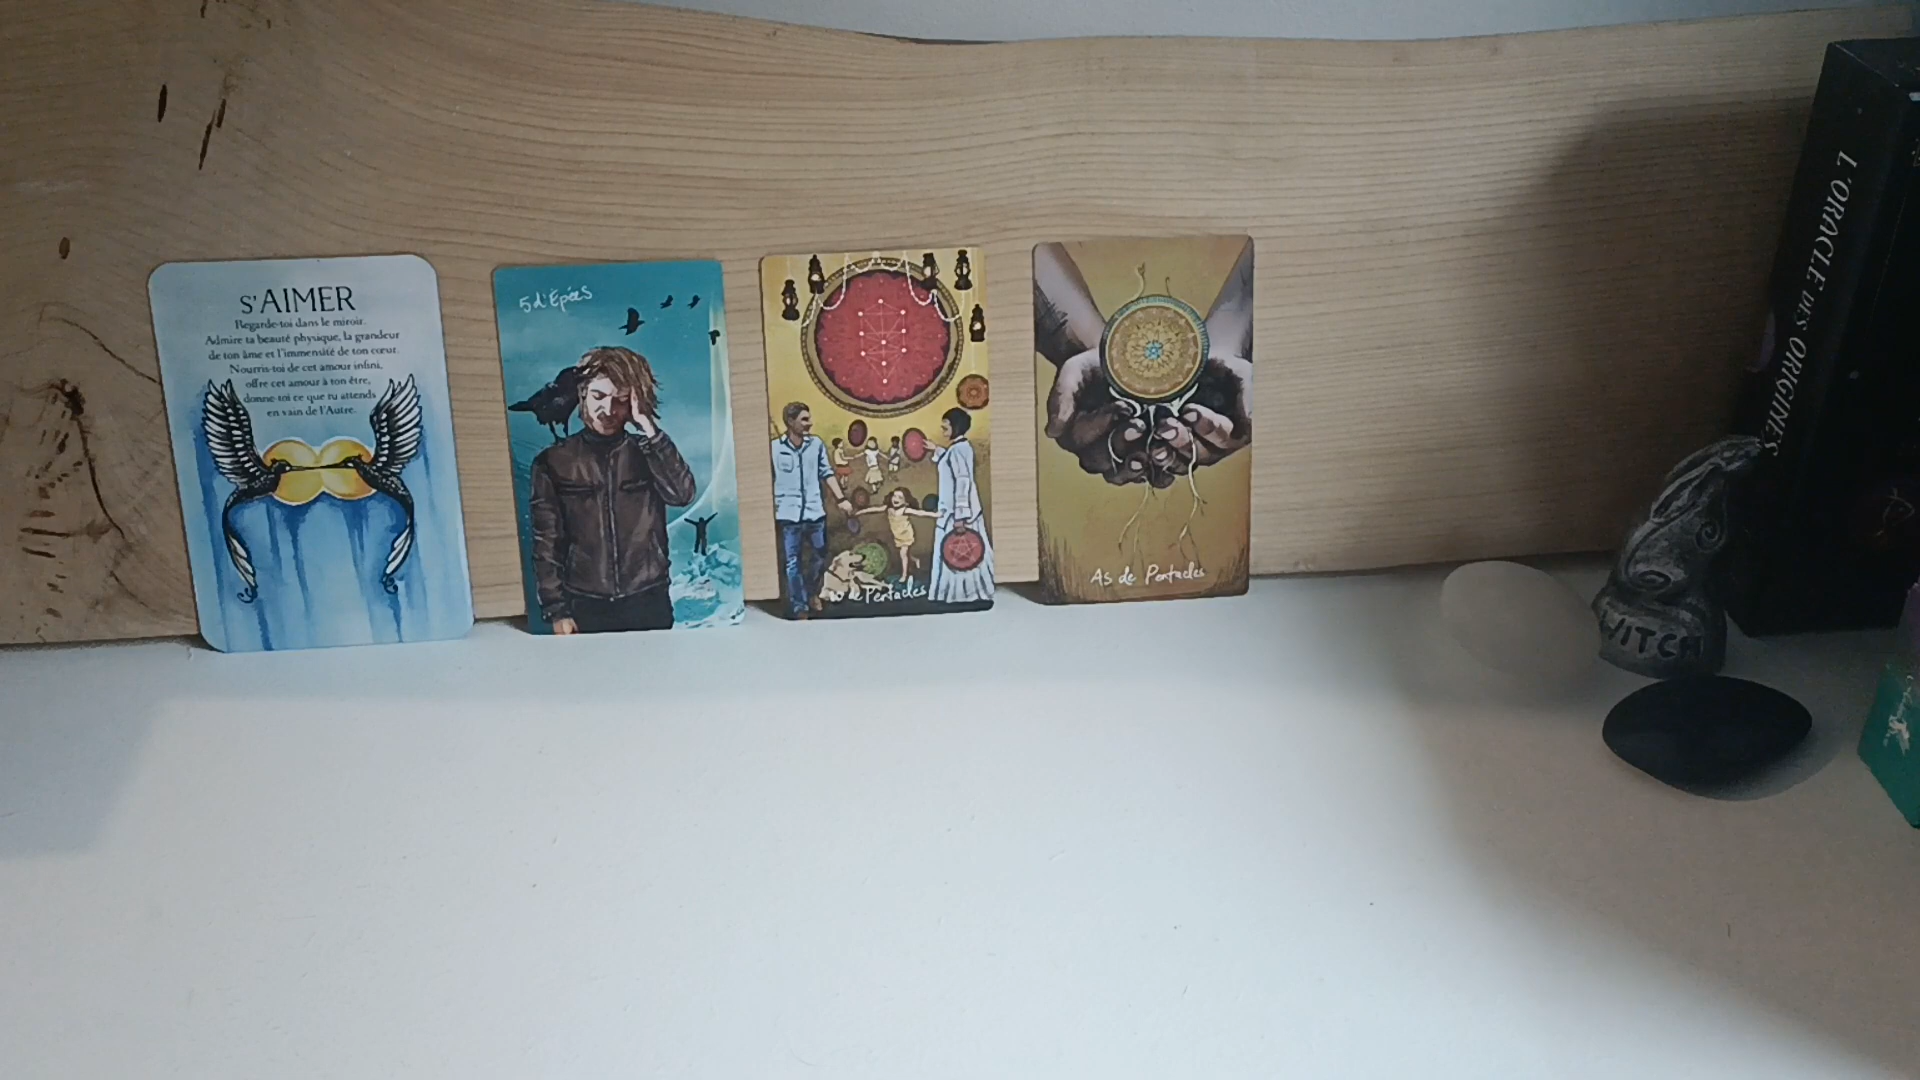 S'AIMER
Regarde-toi dans le miroir.
Admire ta beauté physique, la grandeur
de ton âme et l'immensité de ton cœur.
Nourris-toi de cet amour infini,
offre cet amour à ton être,
donne-toi ce que tu attends
en vain de l'Autre.
5 d'Épées
10 de Pentacles
As de Pentacles
L'ORACLE DES ORIGINES
WITCH